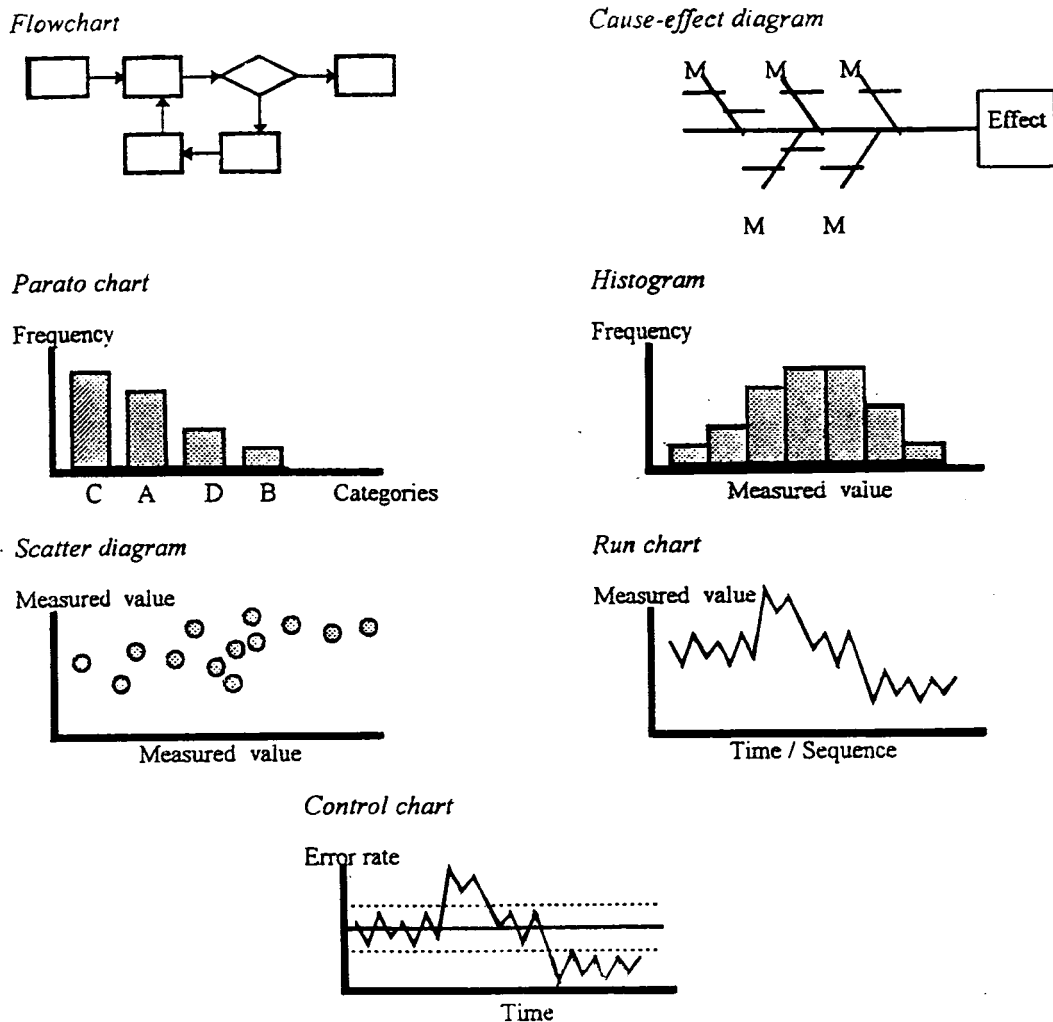 Flowchart
Cause-effect diagram
M M M
Effect
M M
Parato chart
Histogram
Frequency
Frequency
C A D B Categories
Measured value
Scatter diagram
Run chart
Measured value
Measured value
Measured value
Time / Sequence
Control chart
Error rate
Time